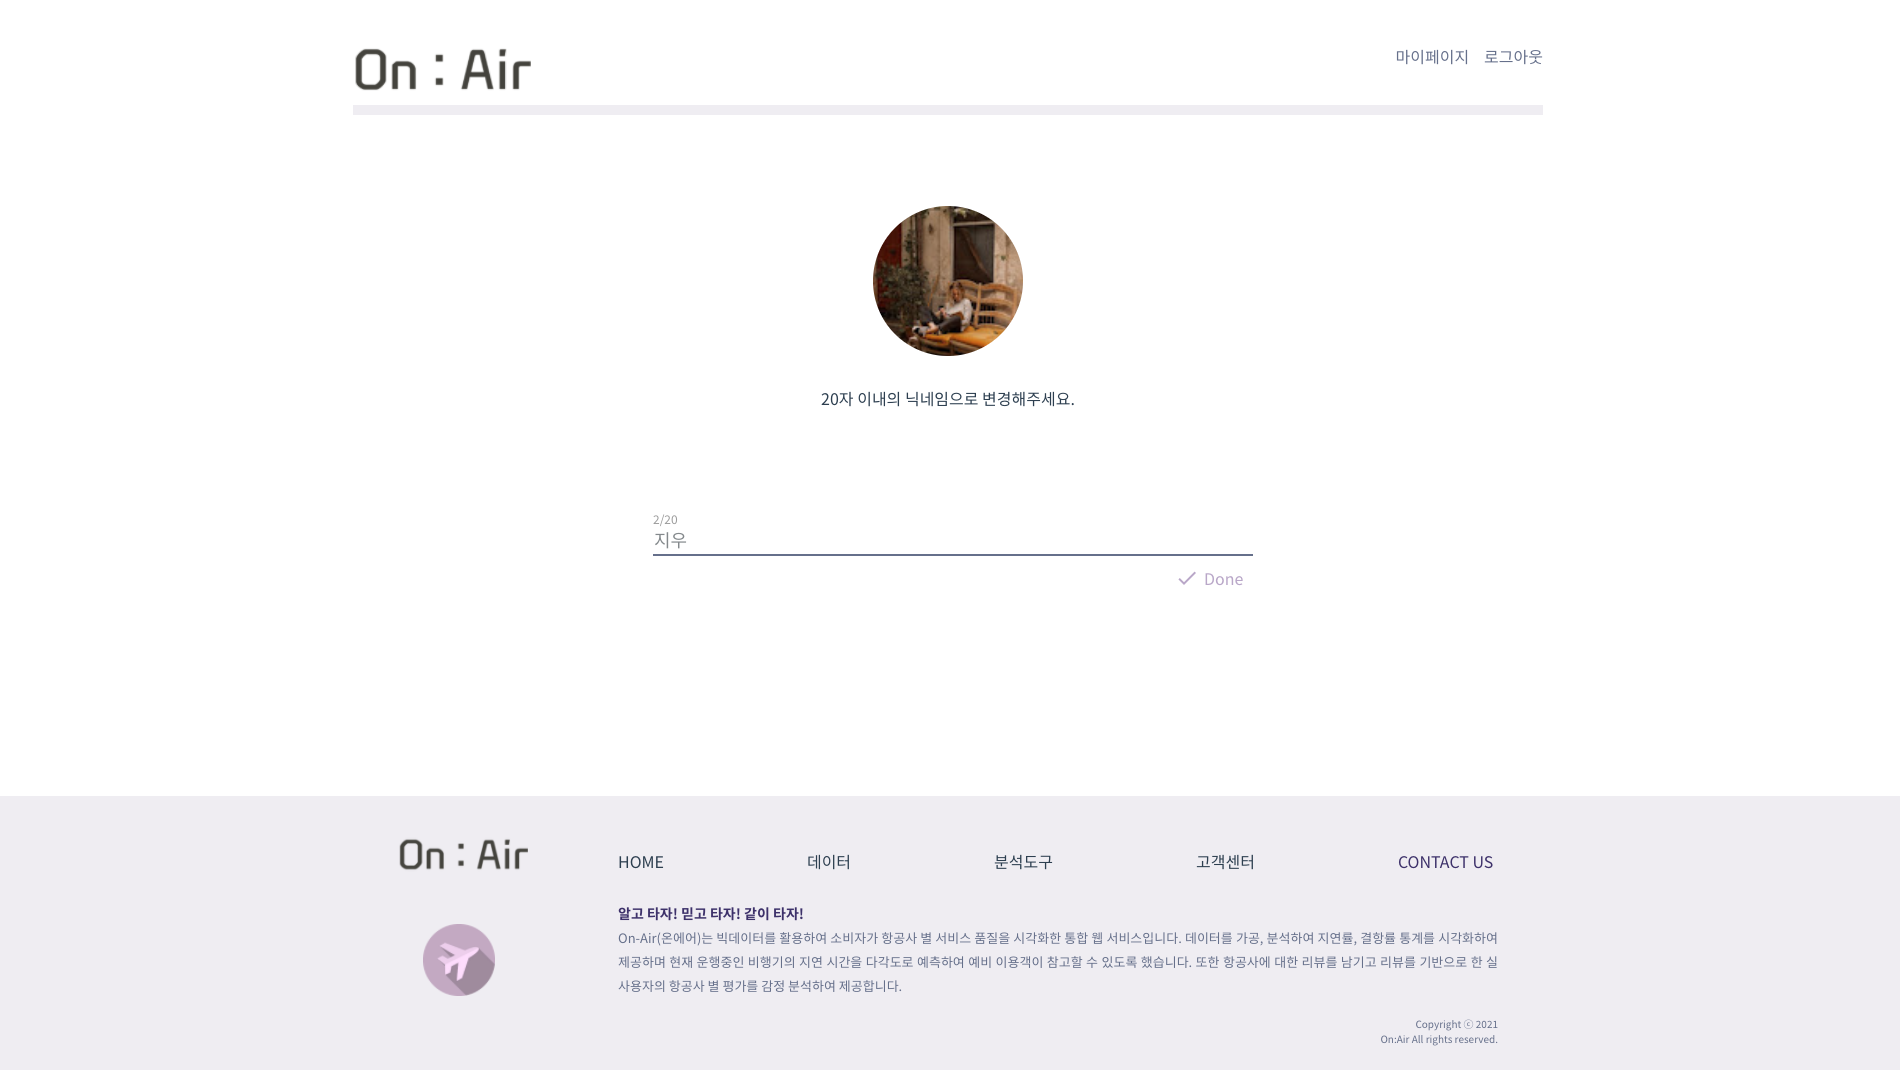 On : Air
마이페이지 로그아웃
20자 이내의 닉네임으로 변경해주세요.
2/20
지우
Done
On : Air
HOME 데이터 분석도구 고객센터 CONTACT US
알고 타자! 믿고 타자! 같이 타자!
On-Air(온에어)는 빅데이터를 활용하여 소비자가 항공사 별 서비스 품질을 시각화한 통합 웹 서비스입니다. 데이터를 가공, 분석하여 지연률, 결항률 통계를 시각화하여
제공하며 현재 운행중인 비행기의 지연 시간을 다각도로 예측하여 예비 이용객이 참고할 수 있도록 했습니다. 또한 항공사에 대한 리뷰를 남기고 리뷰를 기반으로 한 실
사용자의 항공사 별 평가를 감정 분석하여 제공합니다.
Copyright ⓒ 2021
On:Air All rights reserved.